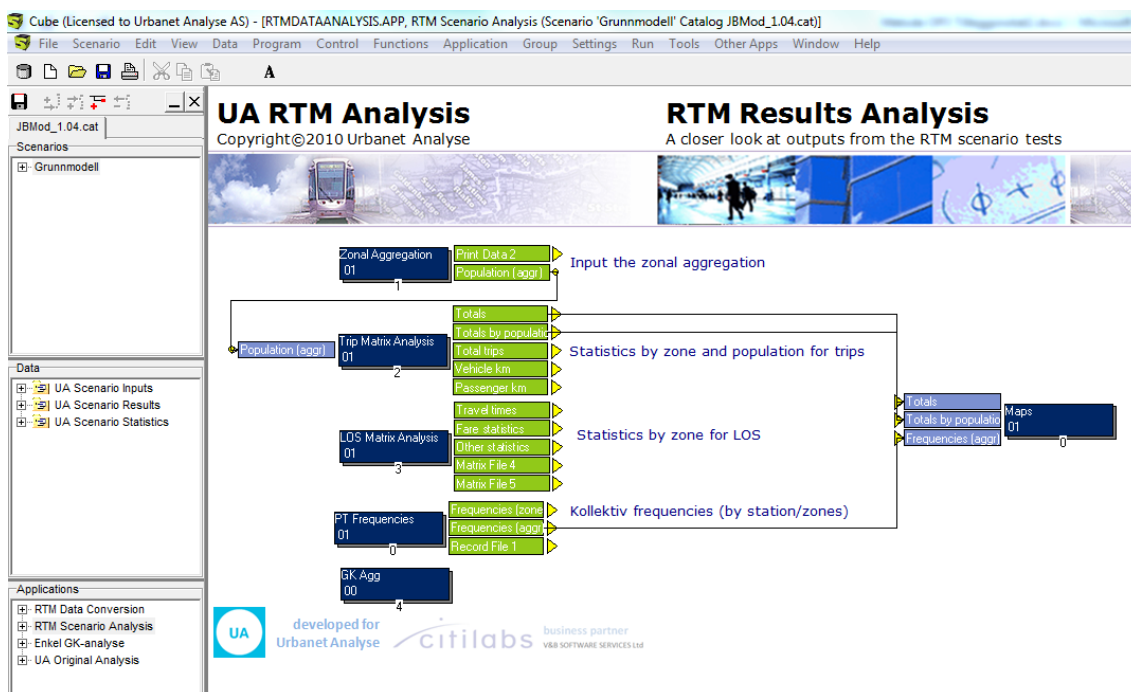 Cube (Licensed to Urbanet Analyse AS) - [RTMDATAANALYSIS.APP, RTM Scenario Analysis (Scenario 'Grunnmodell' Catalog JBMod_1.04.cat)]
File Scenario Edit View Data Program Control Functions Application Group Settings Run Tools Other Apps Window Help
A
JBMod_1.04.cat
Scenarios
Grunnmodell
Data
UA Scenario Inputs
UA Scenario Results
UA Scenario Statistics
Applications
RTM Data Conversion
RTM Scenario Analysis
Enkel GK-analyse
UA Original Analysis
UA RTM Analysis
Copyright©2010 Urbanet Analyse
RTM Results Analysis
A closer look at outputs from the RTM scenario tests
Zonal Aggregation
01
1
Print Data 2
Population (aggr)
Input the zonal aggregation
Population (aggr)
Trip Matrix Analysis
01
2
Totals
Totals by populatio
Total trips
Vehicle km
Passenger km
Statistics by zone and population for trips
LOS Matrix Analysis
01
3
Travel times
Fare statistics
Other statistics
Matrix File 4
Matrix File 5
Statistics by zone for LOS
PT Frequencies
01
0
Frequencies (zone
Frequencies (aggr)
Record File 1
Kollektiv frequencies (by station/zones)
GK Agg
00
4
Totals
Totals by populatio
Frequencies (aggr)
Maps
01
0
UA
developed for
Urbanet Analyse
citilabs
business partner
V&B SOFTWARE SERVICES Ltd